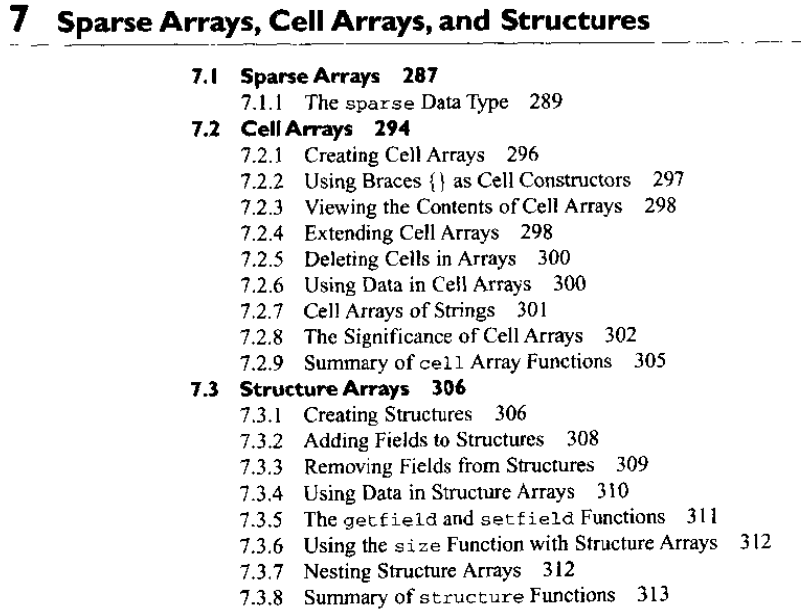 7 Sparse Arrays, Cell Arrays, and Structures
7.1 Sparse Arrays 287
7.1.1 The sparse Data Type 289
7.2 Cell Arrays 294
7.2.1 Creating Cell Arrays 296
7.2.2 Using Braces {} as Cell Constructors 297
7.2.3 Viewing the Contents of Cell Arrays 298
7.2.4 Extending Cell Arrays 298
7.2.5 Deleting Cells in Arrays 300
7.2.6 Using Data in Cell Arrays 300
7.2.7 Cell Arrays of Strings 301
7.2.8 The Significance of Cell Arrays 302
7.2.9 Summary of cell Array Functions 305
7.3 Structure Arrays 306
7.3.1 Creating Structures 306
7.3.2 Adding Fields to Structures 308
7.3.3 Removing Fields from Structures 309
7.3.4 Using Data in Structure Arrays 310
7.3.5 The getfield and setfield Functions 311
7.3.6 Using the size Function with Structure Arrays 312
7.3.7 Nesting Structure Arrays 312
7.3.8 Summary of structure Functions 313